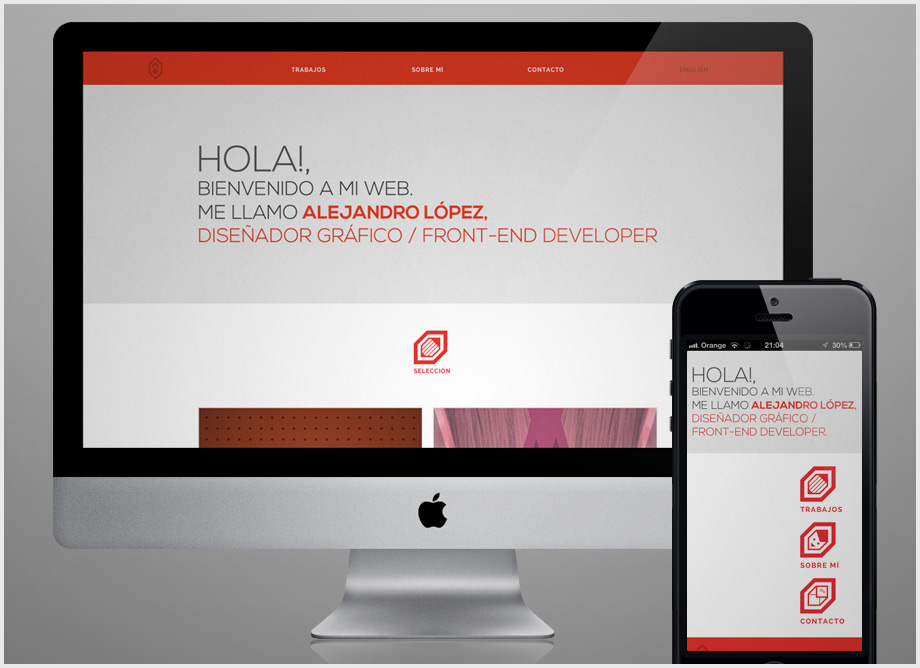 TRABAJOS SOBRE MÍ CONTACTO ENGLISH
HOLA!,
BIENVENIDO A MI WEB.
ME LLAMO ALEJANDRO LÓPEZ,
DISEÑADOR GRÁFICO / FRONT-END DEVELOPER
SELECCIÓN
Orange 21:04 30%
HOLA!,
BIENVENIDO A MI WEB.
ME LLAMO ALEJANDRO LÓPEZ,
DISEÑADOR GRÁFICO /
FRONT-END DEVELOPER.
TRABAJOS
SOBRE MÍ
CONTACTO